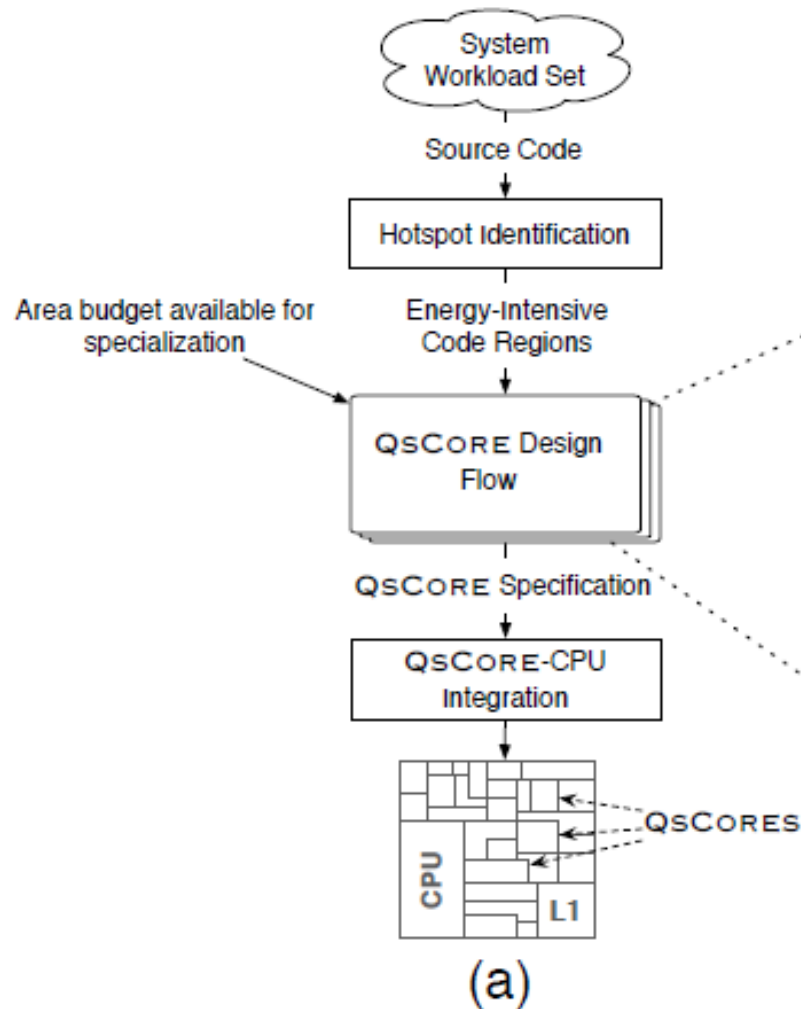 System
Workload Set
Source Code
Hotspot Identification
Area budget available for
specialization
Energy-Intensive
Code Regions
QSCORE Design
Flow
QSCORE Specification
QSCORE-CPU
Integration
QSCORES
CPU
L1
(a)